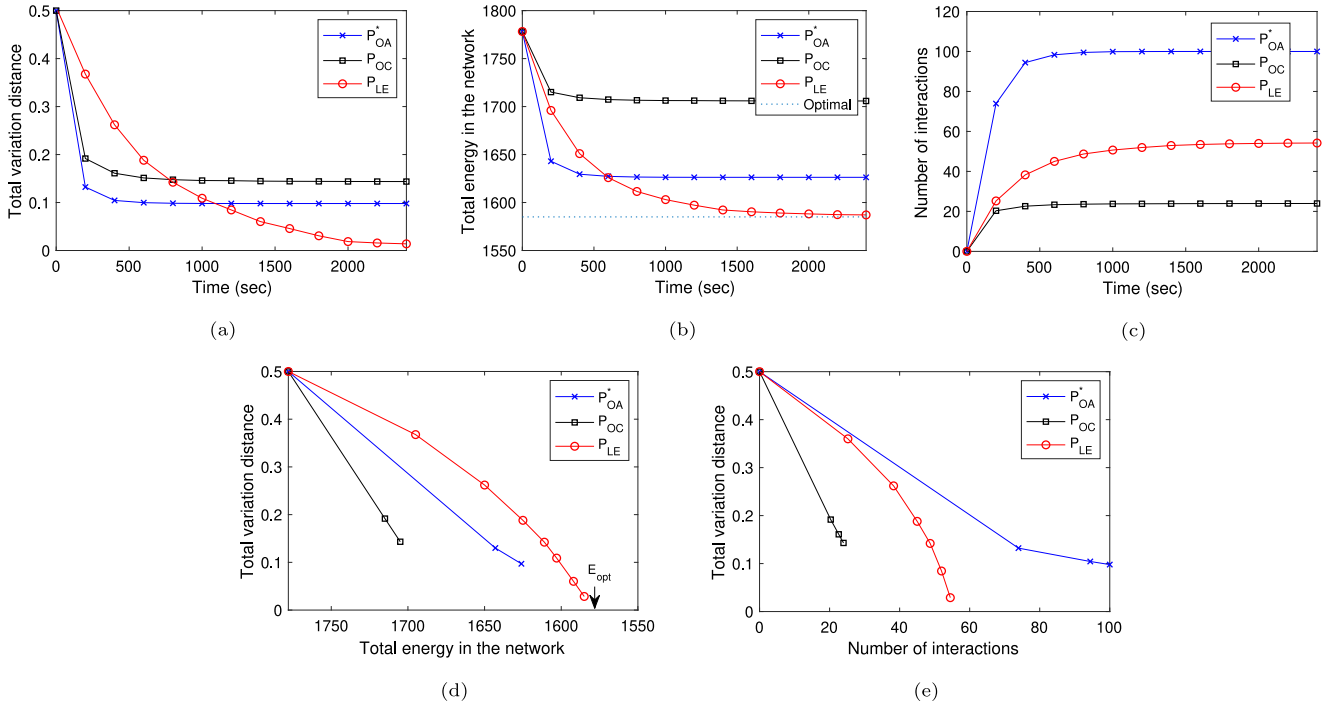 Total variation distance
0.5
0.4
0.3
0.2
0.1
0
0 500 1000 1500 2000
Time (sec)
P*OA
POC
PLE
(a)
Total energy in the network
1800
1750
1700
1650
1600
1550
0 500 1000 1500 2000
Time (sec)
P*OA
POC
PLE
Optimal
(b)
Number of interactions
120
100
80
60
40
20
0
0 500 1000 1500 2000
Time (sec)
P*OA
POC
PLE
(c)
Total variation distance
0.5
0.4
0.3
0.2
0.1
0
1750 1700 1650 1600 1550
Total energy in the network
P*OA
POC
PLE
Eopt
(d)
Total variation distance
0.5
0.4
0.3
0.2
0.1
0
0 20 40 60 80 100
Number of interactions
P*OA
POC
PLE
(e)